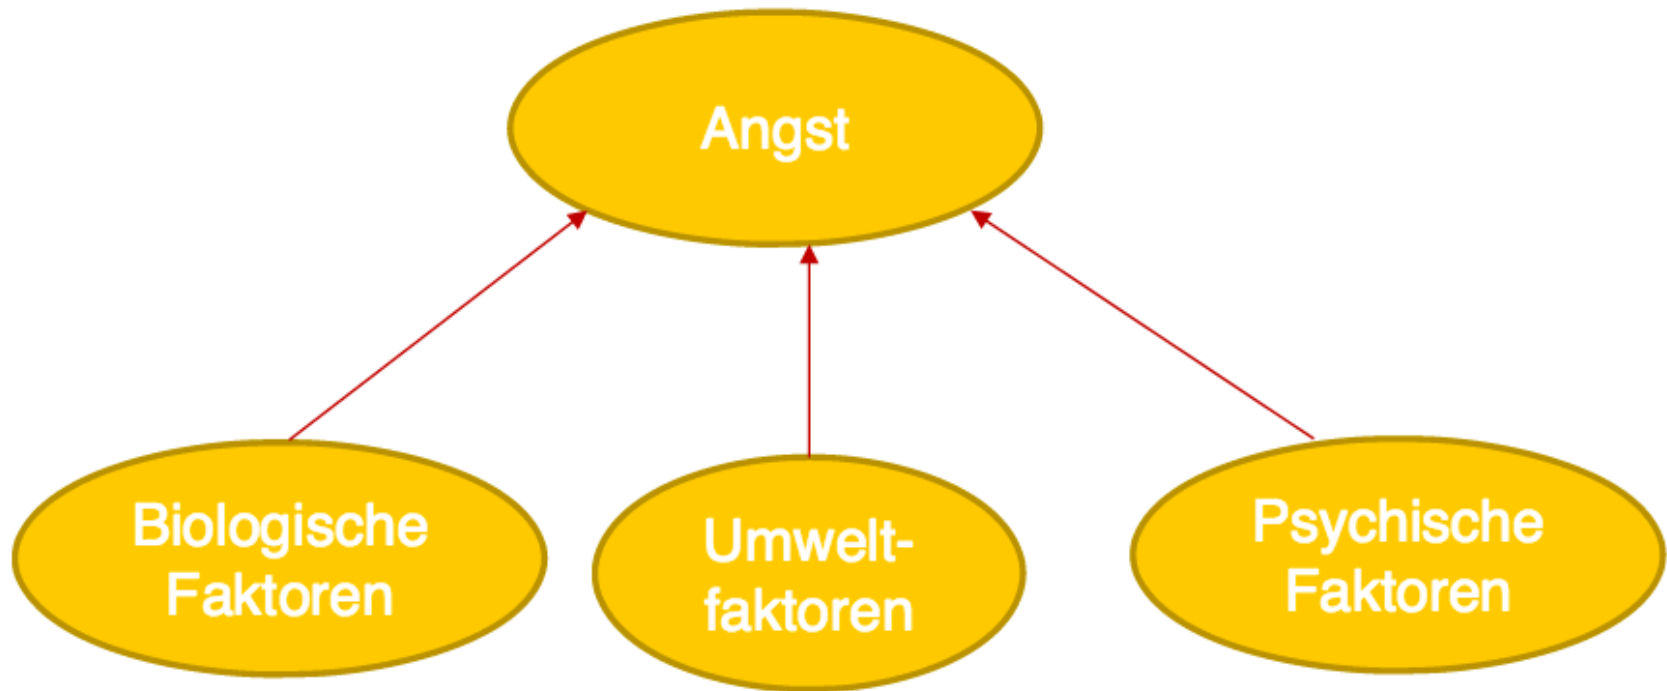 Angst
Biologische
Faktoren
Umwelt-
faktoren
Psychische
Faktoren